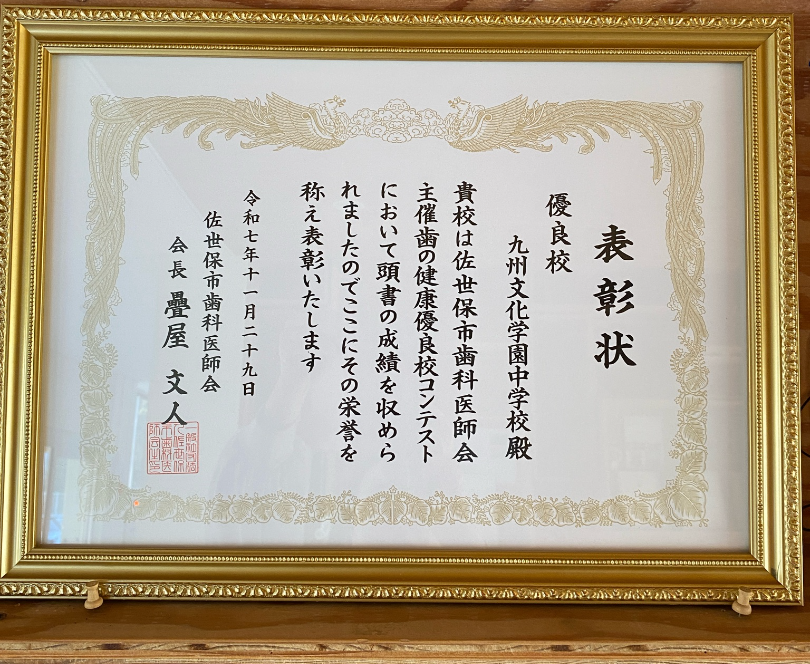 表彰状
優良校
九州文化学園中学校殿
貴校は佐世保市歯科医師会
主催歯の健康優良校コンテスト
において頭書の成績を収めら
れましたのでここにその栄誉を
称え表彰いたします
令和七年十一月二十九日
佐世保市歯科医師会
会長 疊屋 文人